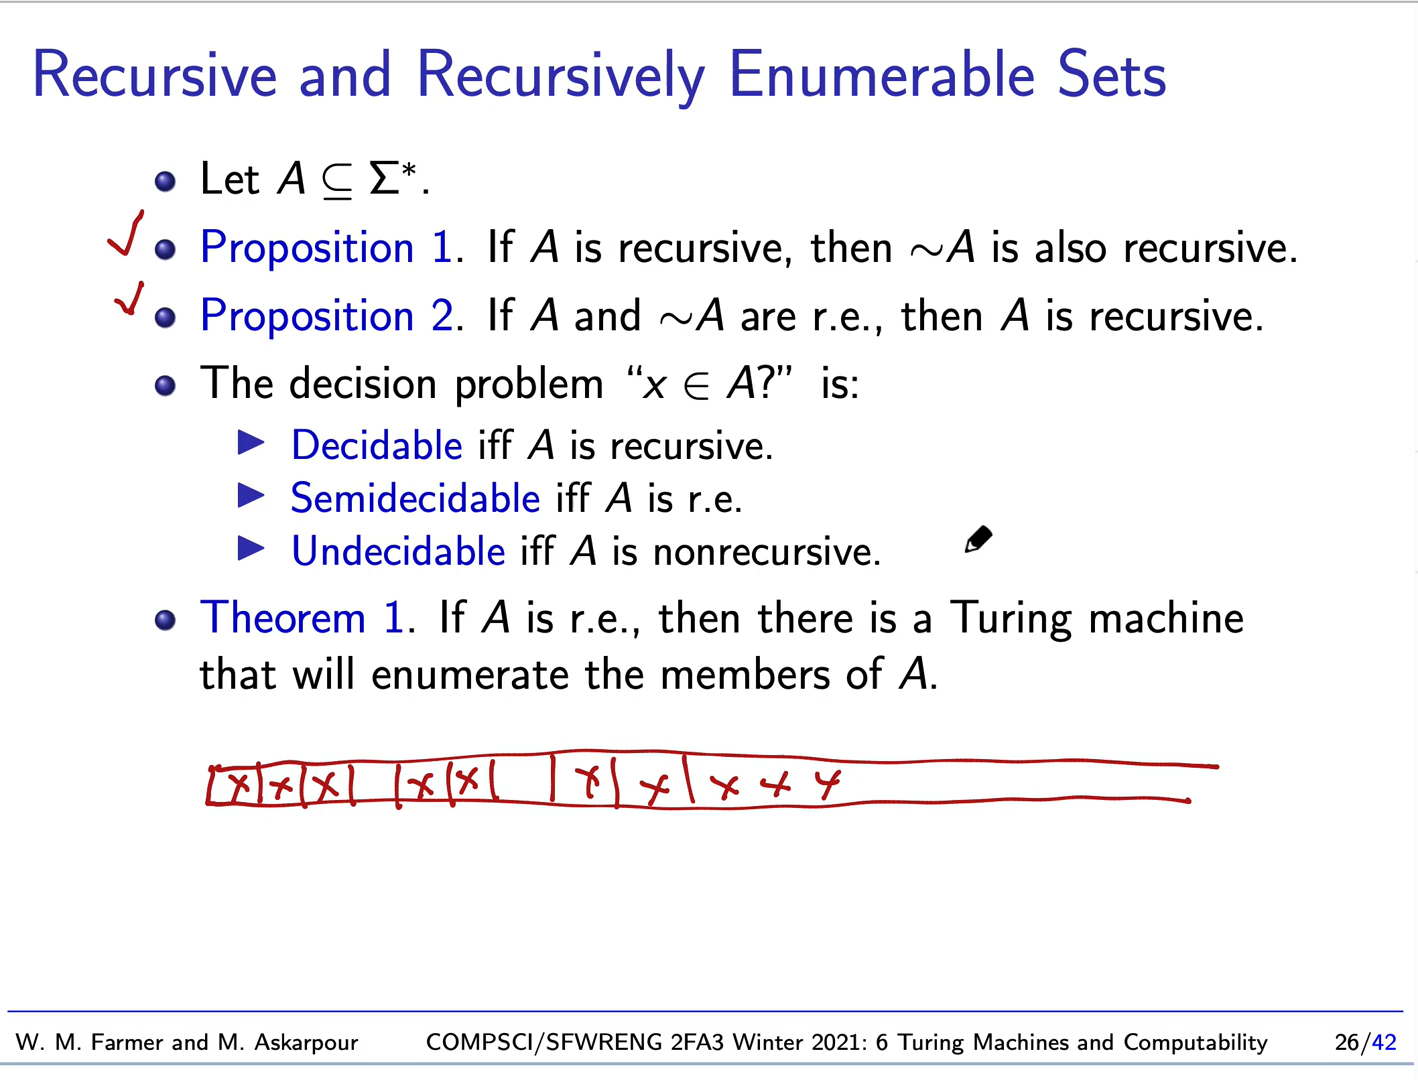 Recursive and Recursively Enumerable Sets
Let A ⊆ Σ*.
Proposition 1. If A is recursive, then ∼A is also recursive.
Proposition 2. If A and ∼A are r.e., then A is recursive.
The decision problem “x ∈ A?” is:
Decidable iff A is recursive.
Semidecidable iff A is r.e.
Undecidable iff A is nonrecursive.
Theorem 1. If A is r.e., then there is a Turing machine
that will enumerate the members of A.
x x x x x x x x x x
W. M. Farmer and M. Askarpour COMPSCI/SFWRENG 2FA3 Winter 2021: 6 Turing Machines and Computability 26/42